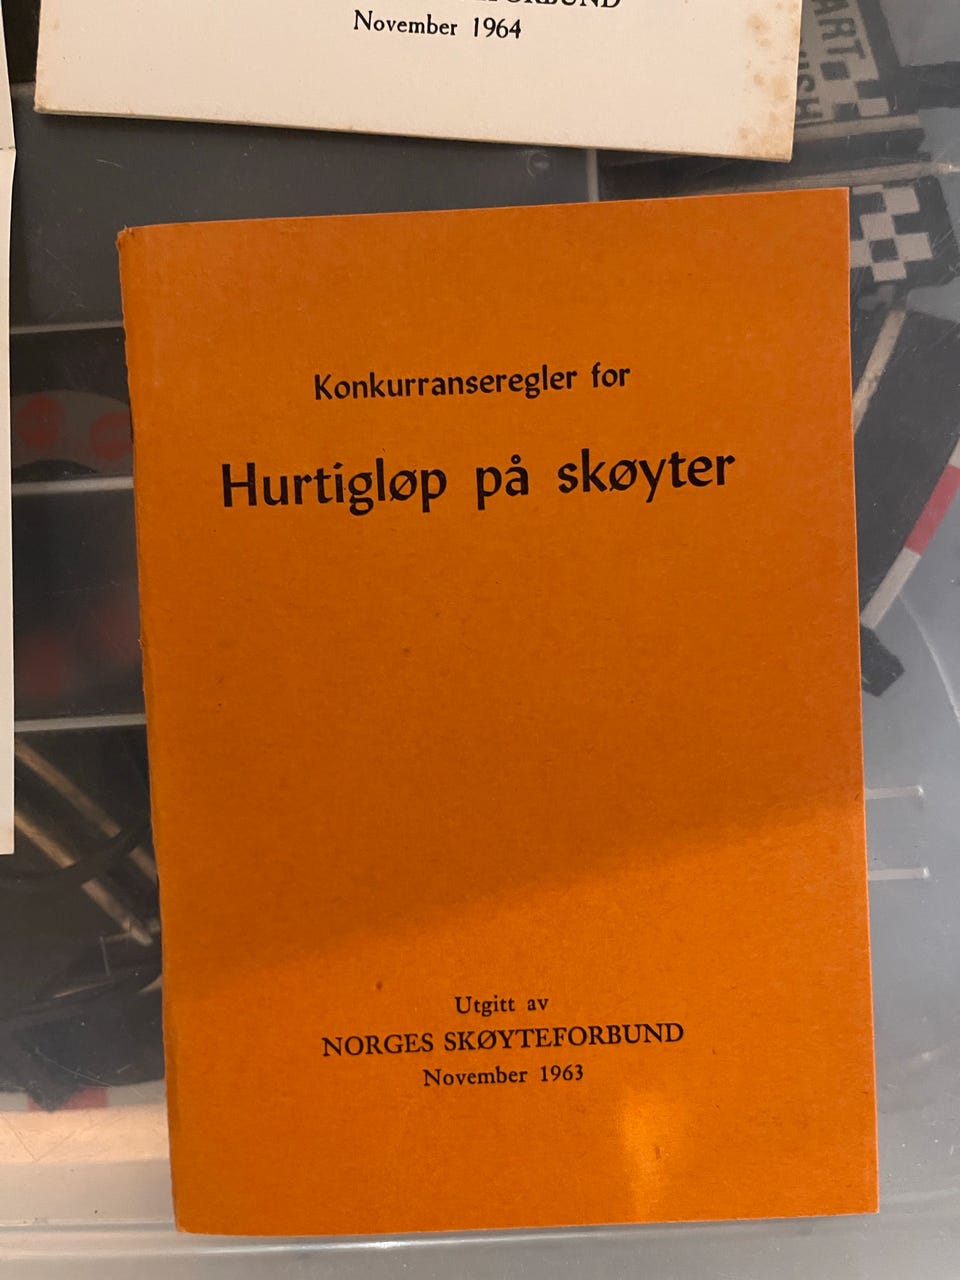 November 1964
Konkurranseregler for
Hurtigløp på skøyter
Utgitt av
NORGES SKØYTEFORBUND
November 1963